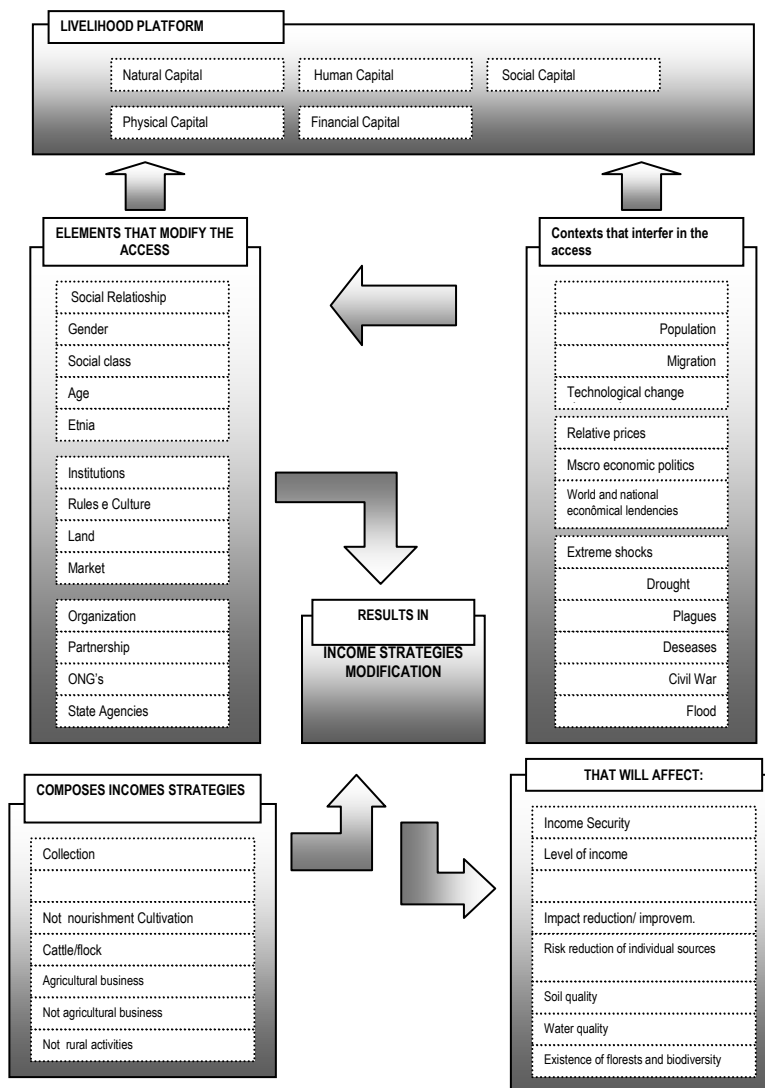 LIVELIHOOD PLATFORM
Natural Capital
Human Capital
Social Capital
Physical Capital
Financial Capital
ELEMENTS THAT MODIFY THE
ACCESS
Social Relatioship
Gender
Social class
Age
Etnia
Institutions
Rules e Culture
Land
Market
Organization
Partnership
ONG's
State Agencies
Contexts that interfer in the
access
Population
Migration
Technological change
Relative prices
Mscro economic politics
World and national
econômical lendencies
Extreme shocks
Drought
Plagues
Deseases
Civil War
Flood
RESULTS IN
INCOME STRATEGIES
MODIFICATION
COMPOSES INCOMES STRATEGIES
Collection
Not nourishment Cultivation
Cattle/flock
Agricultural business
Not agricultural business
Not rural activities
THAT WILL AFFECT:
Income Security
Level of income
Impact reduction/ improvem.
Risk reduction of individual sources
Soil quality
Water quality
Existence of florests and biodiversity